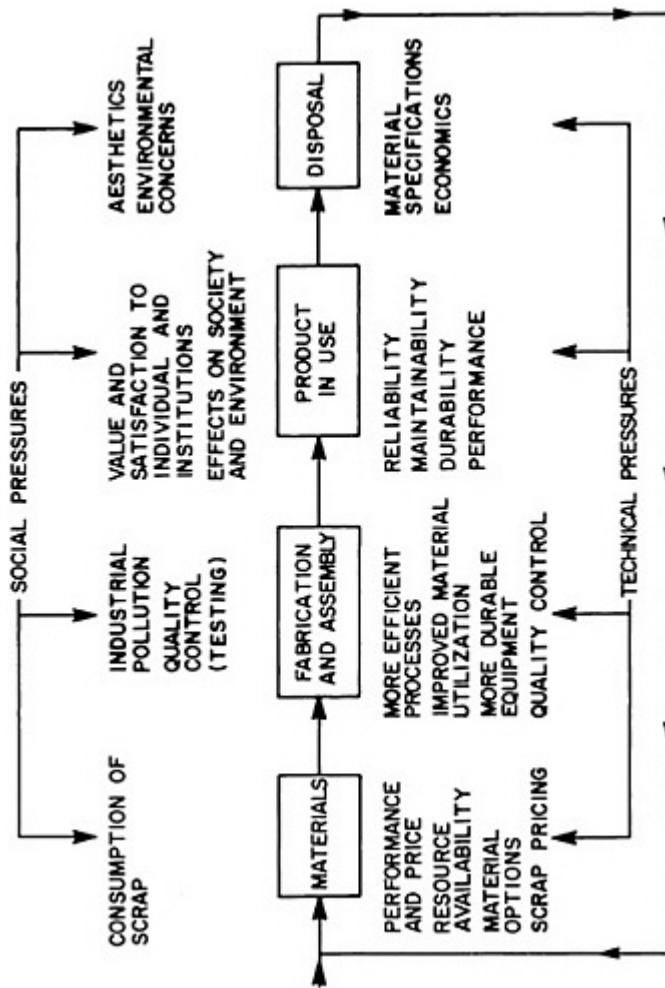 SOCIAL PRESSURES
CONSUMPTION OF
SCRAP
INDUSTRIAL
POLLUTION
QUALITY
CONTROL
(TESTING)
VALUE AND
SATISFACTION TO
INDIVIDUAL AND
INSTITUTIONS
EFFECTS ON SOCIETY
AND ENVIRONMENT
AESTHETICS
ENVIRONMENTAL
CONCERNS
MATERIALS
FABRICATION
AND ASSEMBLY
PRODUCT
IN USE
DISPOSAL
PERFORMANCE
AND PRICE
RESOURCE
AVAILABILITY
MATERIAL
OPTIONS
SCRAP PRICING
MORE EFFICIENT
PROCESSES
IMPROVED MATERIAL
UTILIZATION
MORE DURABLE
EQUIPMENT
QUALITY CONTROL
RELIABILITY
MAINTAINABILITY
DURABILITY
PERFORMANCE
MATERIAL
SPECIFICATIONS
ECONOMICS
TECHNICAL PRESSURES